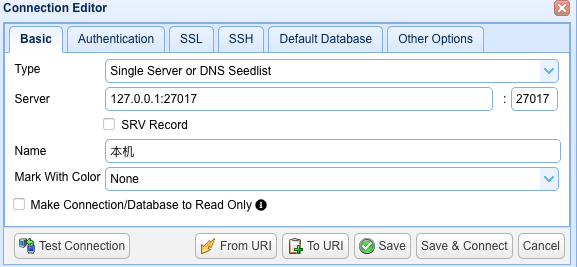 Connection Editor
Basic
Authentication
SSL
SSH
Default Database
Other Options
Type
Single Server or DNS Seedlist
Server
127.0.0.1:27017
:
27017
SRV Record
Name
本机
Mark With Color
None
Make Connection/Database to Read Only
Test Connection
From URI
To URI
Save
Save & Connect
Cancel